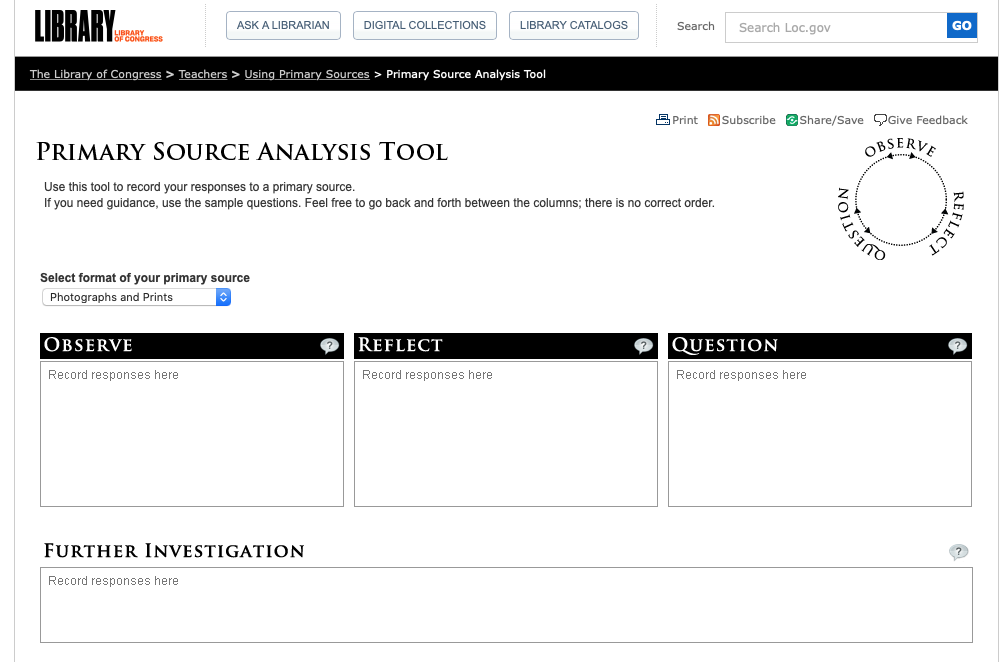 LIBRARY LIBRARY OF CONGRESS
ASK A LIBRARIAN DIGITAL COLLECTIONS LIBRARY CATALOGS Search Search Loc.gov GO
The Library of Congress > Teachers > Using Primary Sources > Primary Source Analysis Tool
Print Subscribe Share/Save Give Feedback
PRIMARY SOURCE ANALYSIS TOOL
OBSERVE
REFLECT
QUESTION
Use this tool to record your responses to a primary source.
If you need guidance, use the sample questions. Feel free to go back and forth between the columns; there is no correct order.
Select format of your primary source
Photographs and Prints
OBSERVE ?
Record responses here
REFLECT ?
Record responses here
QUESTION ?
Record responses here
FURTHER INVESTIGATION ?
Record responses here